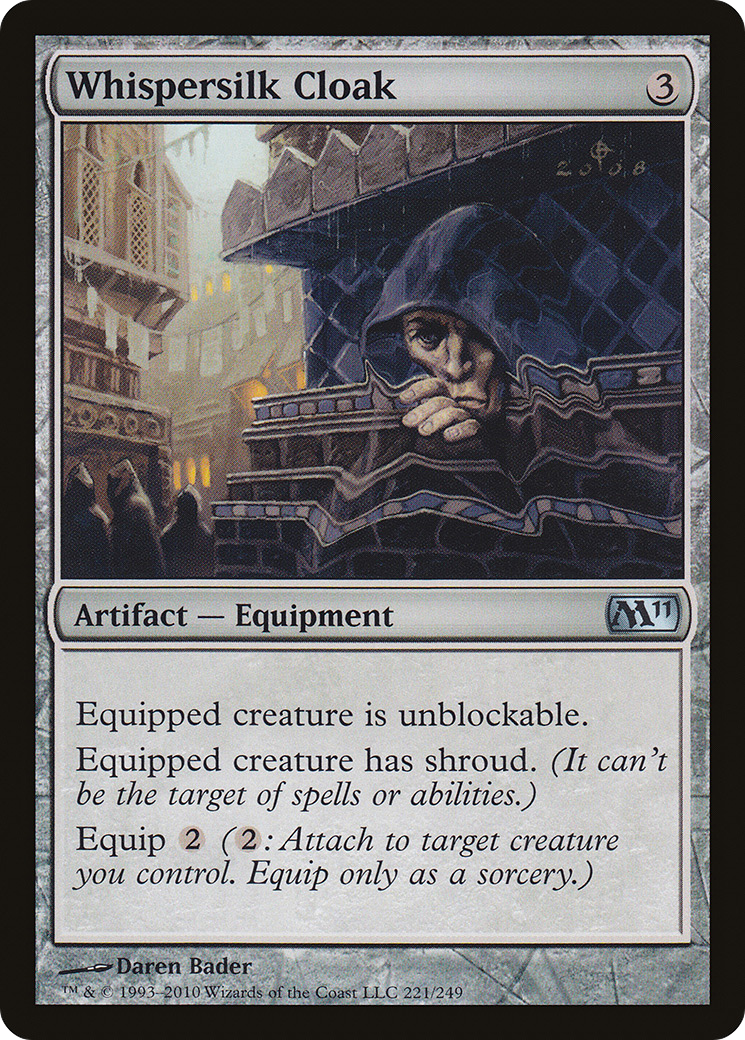 Whispersilk Cloak 3
2008
Artifact — Equipment M11
Equipped creature is unblockable.
Equipped creature has shroud. (It can't
be the target of spells or abilities.)
Equip 2 (2: Attach to target creature
you control. Equip only as a sorcery.)
Daren Bader
™ & © 1993–2010 Wizards of the Coast LLC 221/249